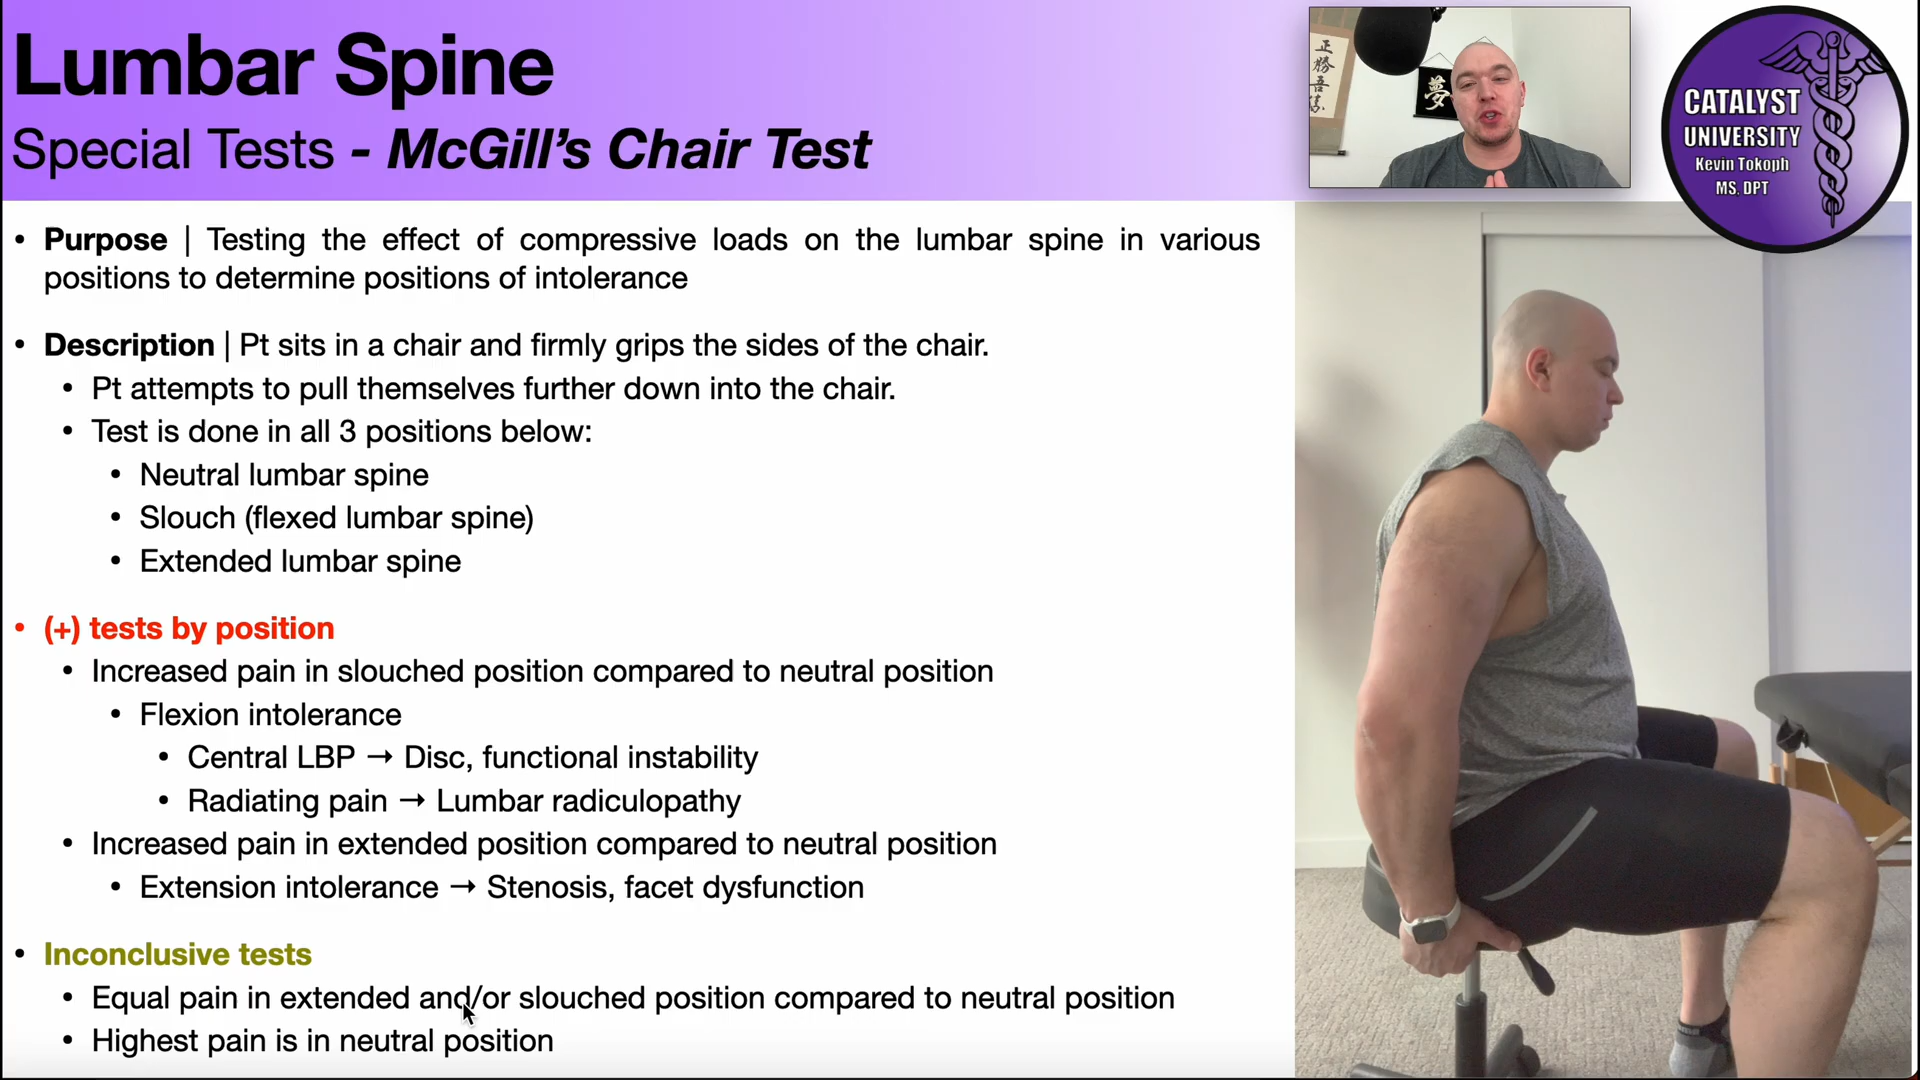 Lumbar Spine
Special Tests - McGill’s Chair Test
正
勝
吾
夢
CATALYST
UNIVERSITY
Kevin Tokoph
MS, DPT
• Purpose | Testing the effect of compressive loads on the lumbar spine in various
positions to determine positions of intolerance
• Description | Pt sits in a chair and firmly grips the sides of the chair.
• Pt attempts to pull themselves further down into the chair.
• Test is done in all 3 positions below:
• Neutral lumbar spine
• Slouch (flexed lumbar spine)
• Extended lumbar spine
• (+) tests by position
• Increased pain in slouched position compared to neutral position
• Flexion intolerance
• Central LBP → Disc, functional instability
• Radiating pain → Lumbar radiculopathy
• Increased pain in extended position compared to neutral position
• Extension intolerance → Stenosis, facet dysfunction
• Inconclusive tests
• Equal pain in extended and/or slouched position compared to neutral position
• Highest pain is in neutral position